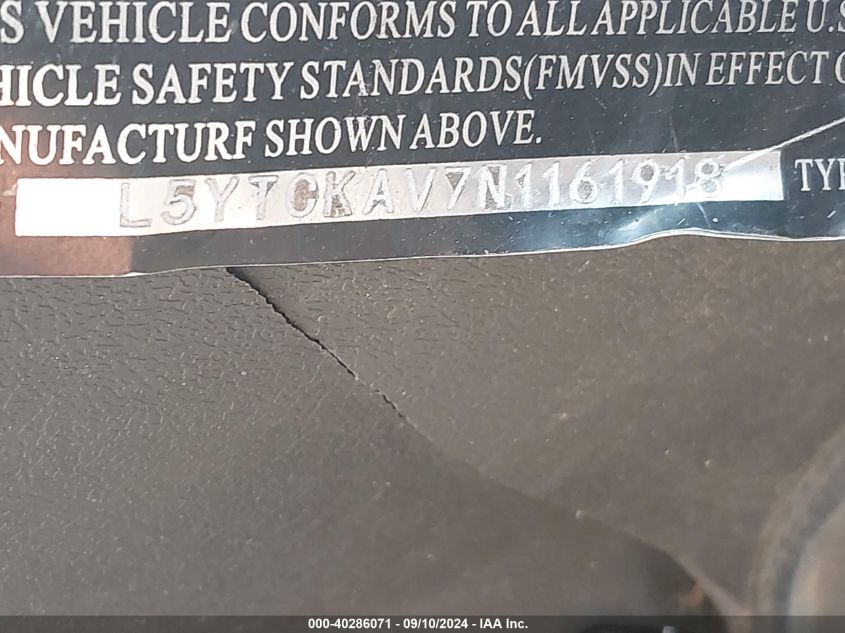 S VEHICLE CONFORMS TO ALL APPLICABLE U.S
HICLE SAFETY STANDARDS(FMVSS)IN EFFECT O
NUFACTURF SHOWN ABOVE.
L5YTCKAV7N1161918 TYP
000-40286071 - 09/10/2024 - IAA Inc.